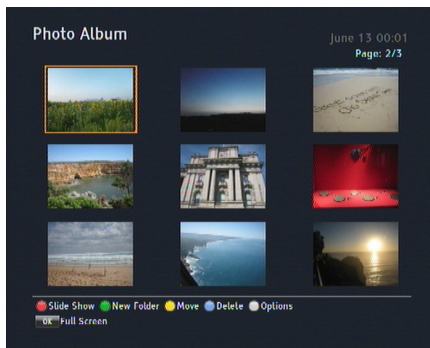 Photo Album
June 13 00:01
Page: 2/3
Slide Show New Folder Move Delete Options
OK Full Screen